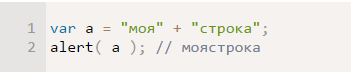 1 var a = "моя" + "строка";
2 alert( a ); // моястрока